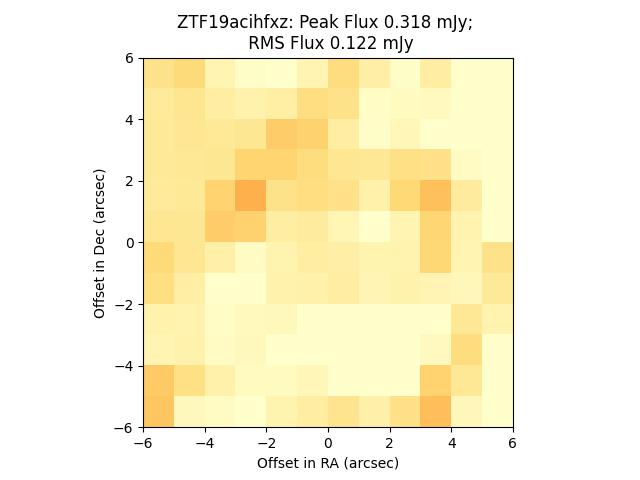 ZTF19acihfxz: Peak Flux 0.318 mJy;
RMS Flux 0.122 mJy
6
4
2
0
−2
−4
−6
Offset in Dec (arcsec)
−6 −4 −2 0 2 4 6
Offset in RA (arcsec)